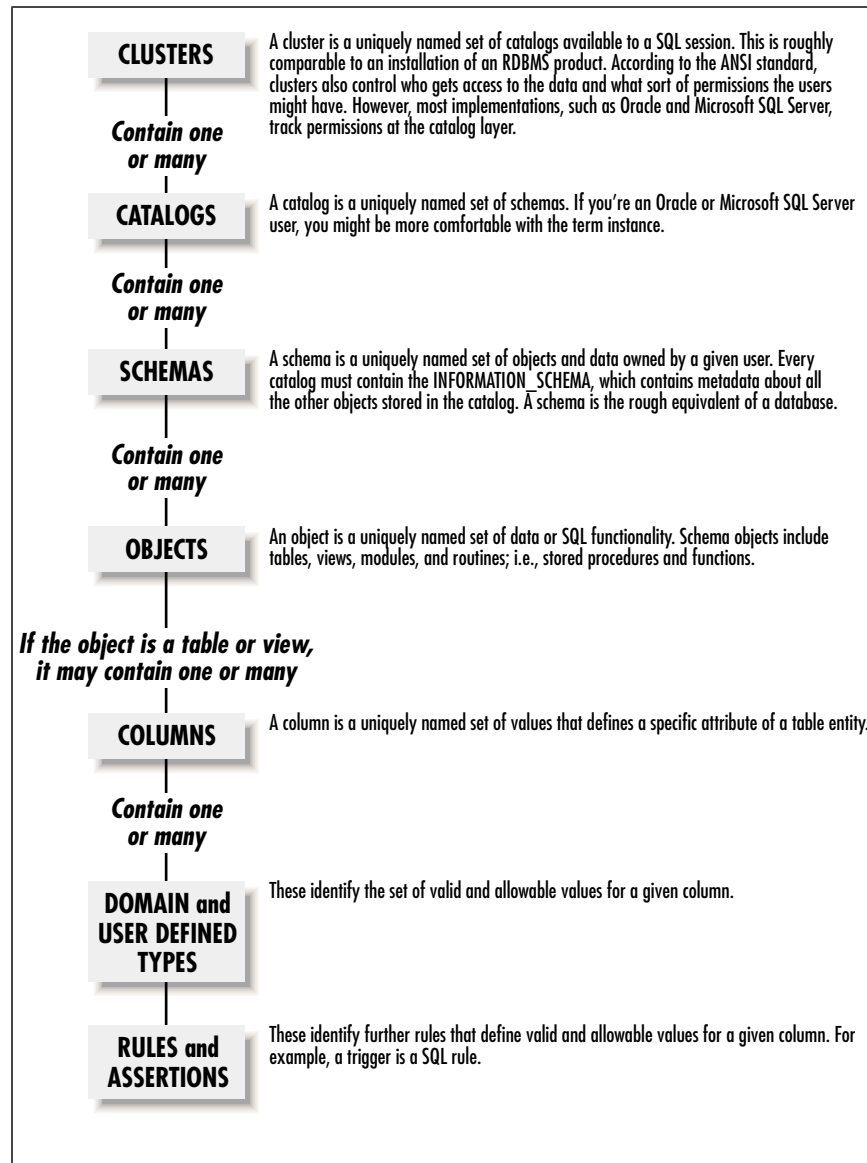 CLUSTERS
A cluster is a uniquely named set of catalogs available to a SQL session. This is roughly
comparable to an installation of an RDBMS product. According to the ANSI standard,
clusters also control who gets access to the data and what sort of permissions the users
might have. However, most implementations, such as Oracle and Microsoft SQL Server,
track permissions at the catalog layer.
Contain one
or many
CATALOGS
A catalog is a uniquely named set of schemas. If you're an Oracle or Microsoft SQL Server
user, you might be more comfortable with the term instance.
Contain one
or many
SCHEMAS
A schema is a uniquely named set of objects and data owned by a given user. Every
catalog must contain the INFORMATION_SCHEMA, which contains metadata about all
the other objects stored in the catalog. A schema is the rough equivalent of a database.
Contain one
or many
OBJECTS
An object is a uniquely named set of data or SQL functionality. Schema objects include
tables, views, modules, and routines; i.e., stored procedures and functions.
If the object is a table or view,
it may contain one or many
COLUMNS
A column is a uniquely named set of values that defines a specific attribute of a table entity.
Contain one
or many
DOMAIN and
USER DEFINED
TYPES
These identify the set of valid and allowable values for a given column.
RULES and
ASSERTIONS
These identify further rules that define valid and allowable values for a given column. For
example, a trigger is a SQL rule.